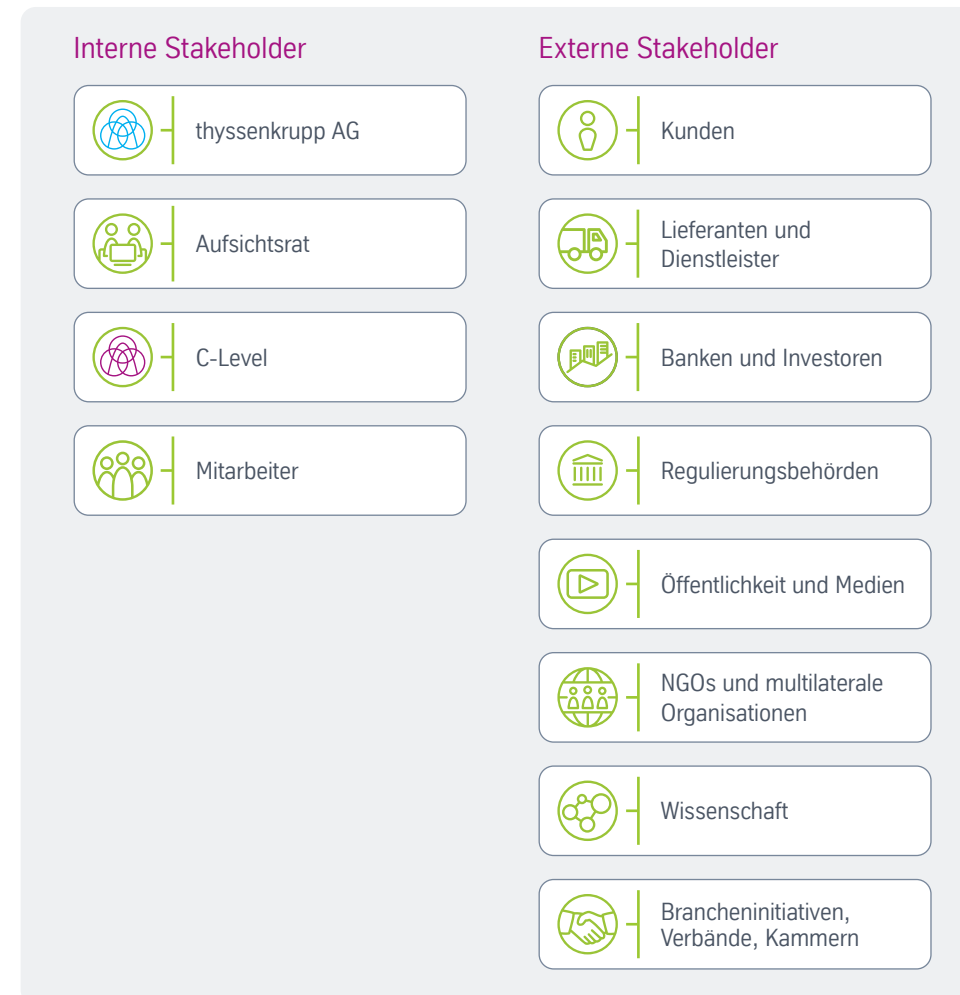 Interne Stakeholder
thyssenkrupp AG
Aufsichtsrat
C-Level
Mitarbeiter
Externe Stakeholder
Kunden
Lieferanten und
Dienstleister
Banken und Investoren
Regulierungsbehörden
Öffentlichkeit und Medien
NGOs und multilaterale
Organisationen
Wissenschaft
Brancheninitiativen,
Verbände, Kammern